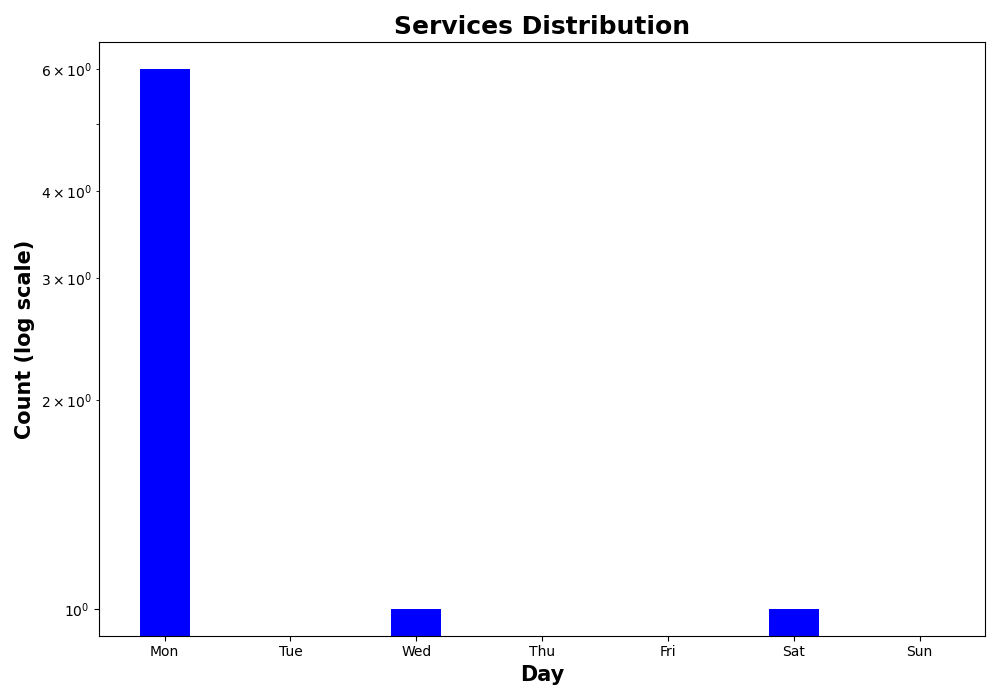 Services Distribution
6 × 10⁰
4 × 10⁰
3 × 10⁰
2 × 10⁰
10⁰
Count (log scale)
Mon Tue Wed Thu Fri Sat Sun
Day